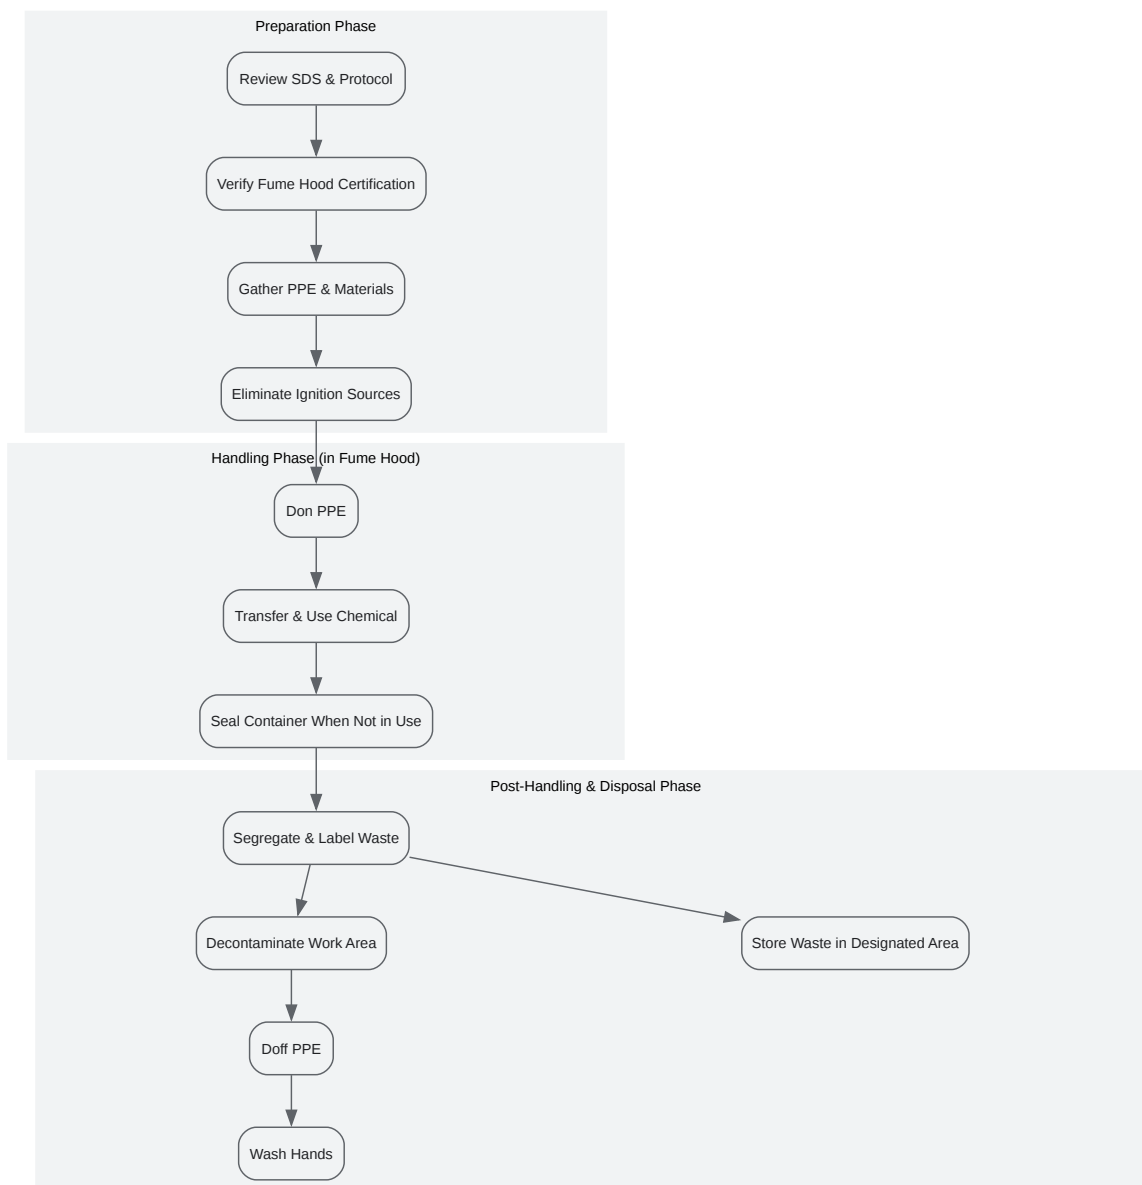 Preparation Phase
Review SDS & Protocol
Verify Fume Hood Certification
Gather PPE & Materials
Eliminate Ignition Sources
Handling Phase (in Fume Hood)
Don PPE
Transfer & Use Chemical
Seal Container When Not in Use
Post-Handling & Disposal Phase
Segregate & Label Waste
Decontaminate Work Area
Store Waste in Designated Area
Doff PPE
Wash Hands